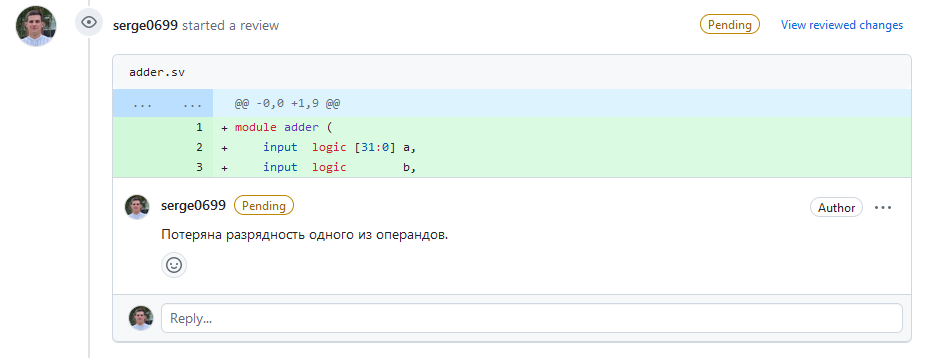 serge0699 started a review Pending View reviewed changes
adder.sv
... ... @@ -0,0 +1,9 @@
1 + module adder (
2 +     input  logic [31:0] a,
3 +     input  logic        b,
serge0699 Pending Author ...
Потеряна разрядность одного из операндов.
Reply...